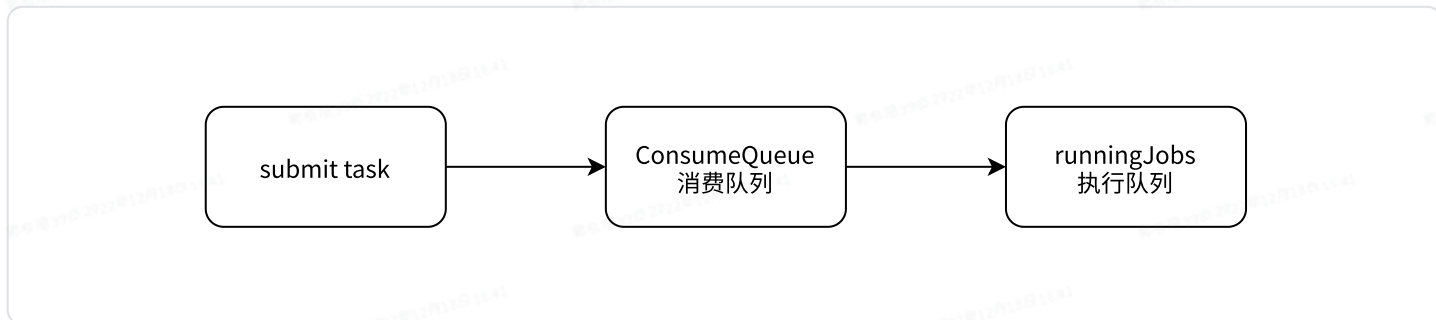 submit task
ConsumeQueue
消费队列
runningJobs
执行队列